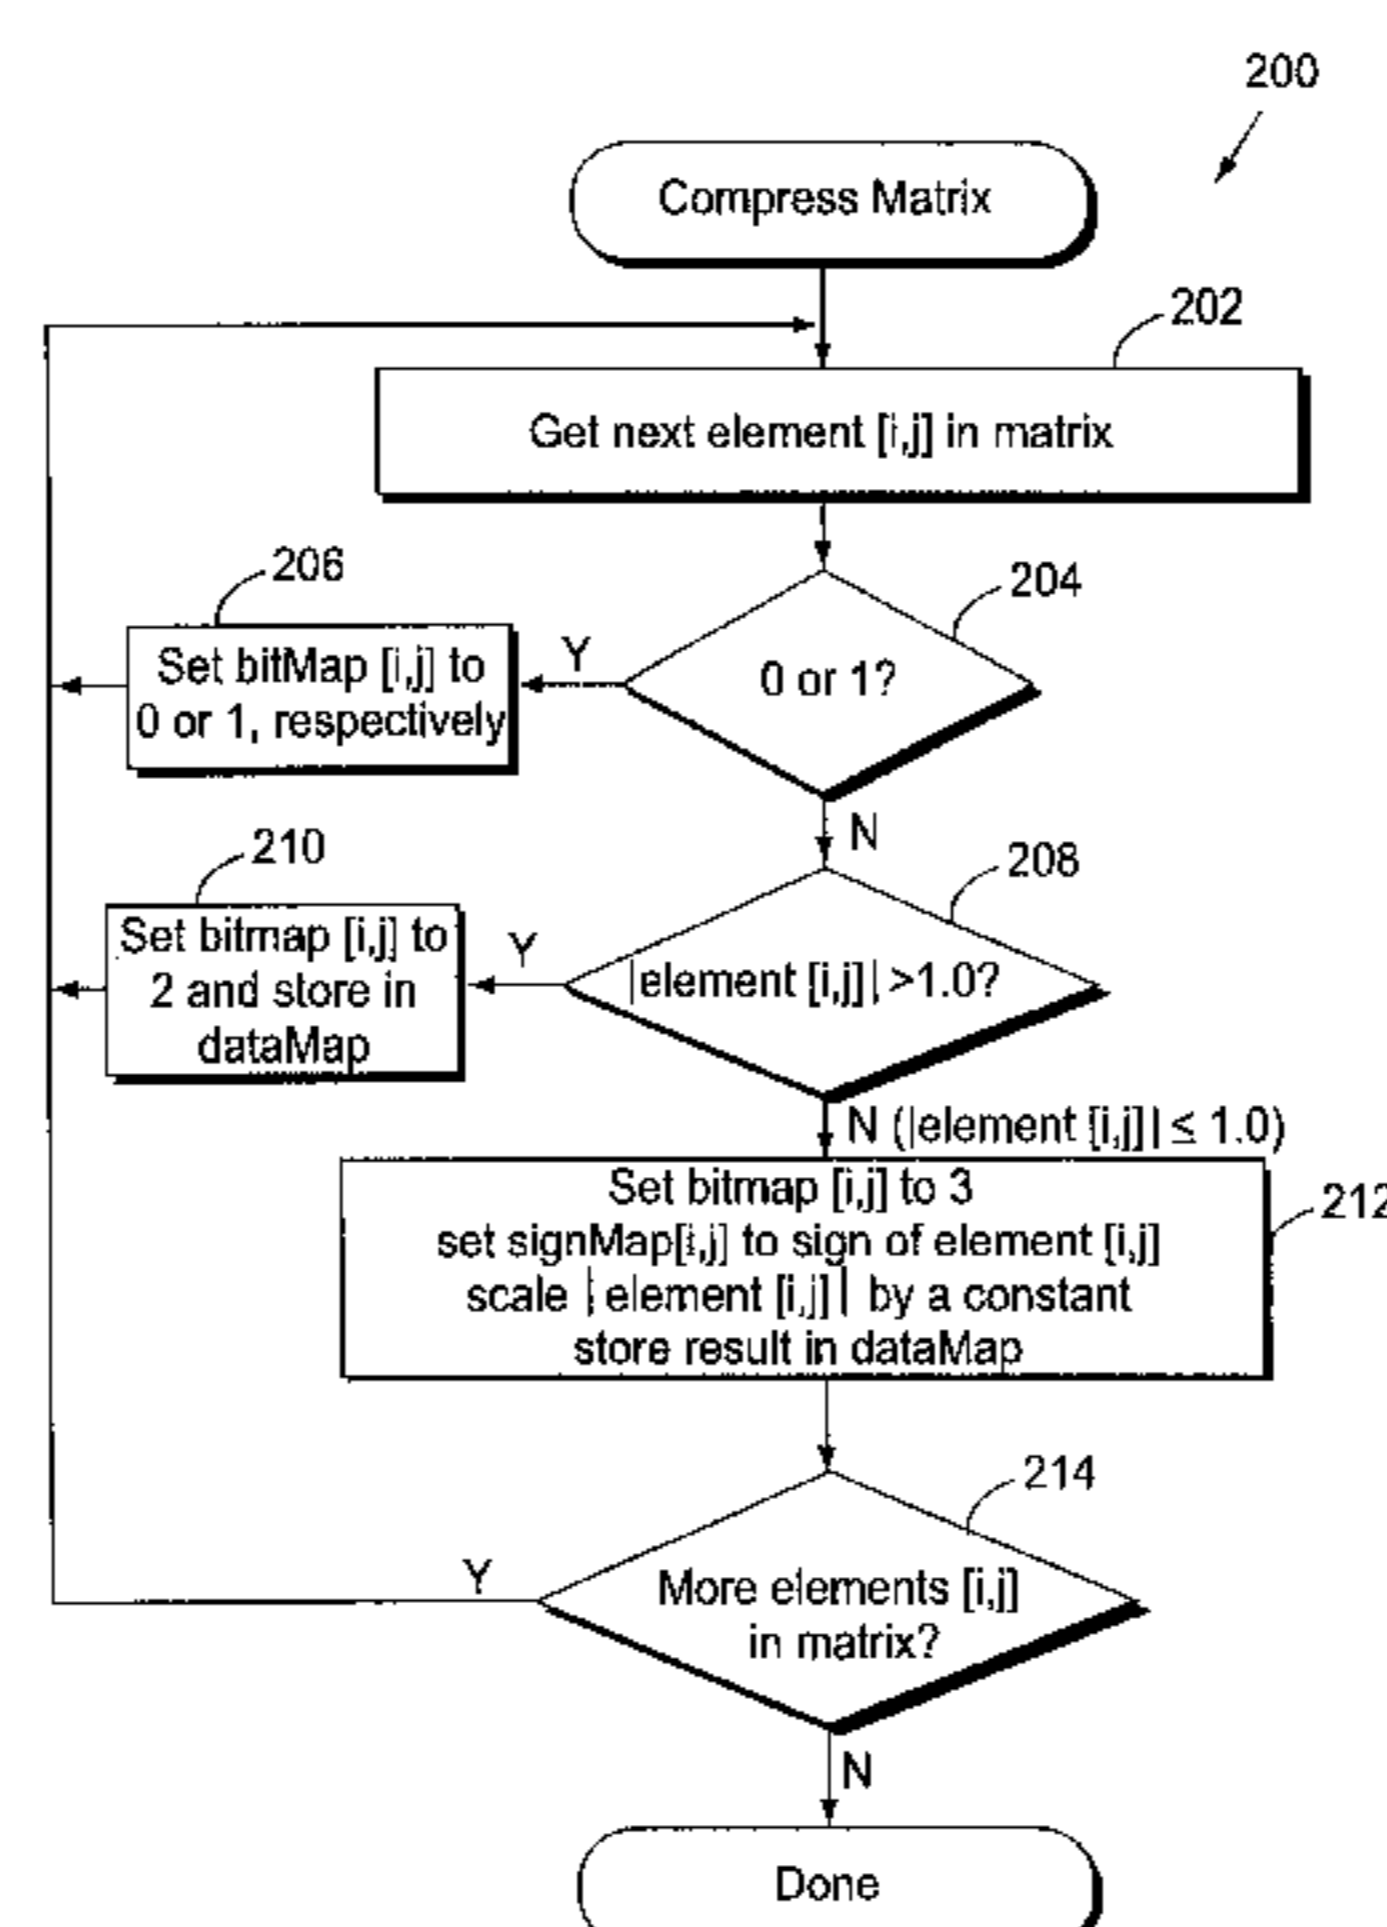 200
Compress Matrix
202
Get next element [i,j] in matrix
206
204
Set bitMap [i,j] to
0 or 1, respectively
Y
0 or 1?
N
210
208
Set bitmap [i,j] to
2 and store in
dataMap
Y
|element [i,j]| >1.0?
N (|element [i,j]| ≤ 1.0)
Set bitmap [i,j] to 3
set signMap[i,j] to sign of element [i,j]
scale | element [i,j] | by a constant
store result in dataMap
212
214
Y
More elements [i,j]
in matrix?
N
Done